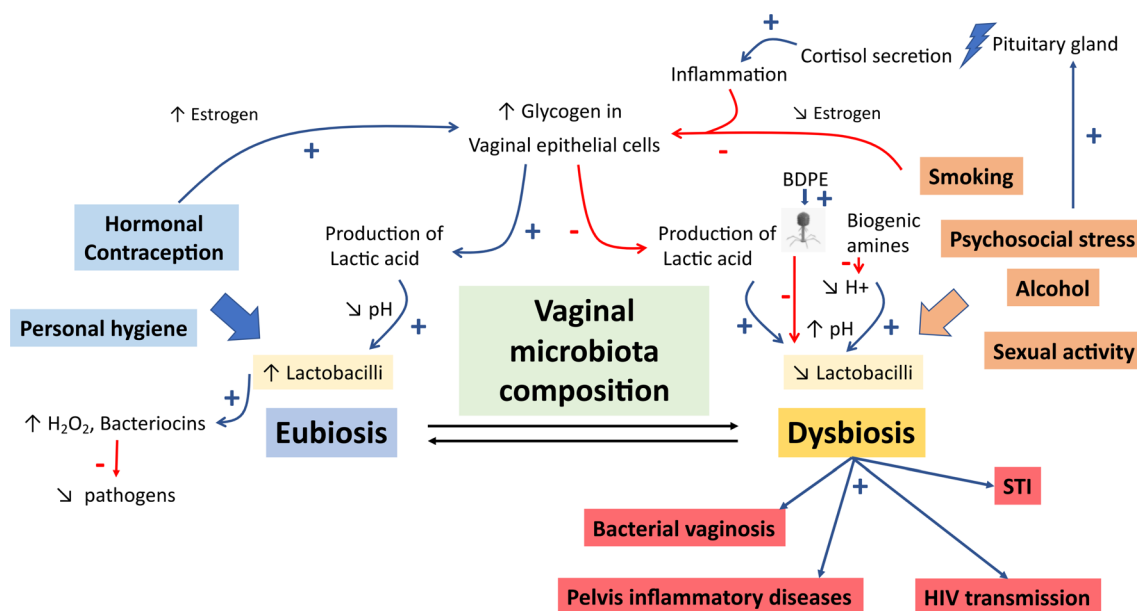 +
Cortisol secretion
Pituitary gland
Inflammation
↑ Estrogen
↑ Glycogen in
Vaginal epithelial cells
↘ Estrogen
+
-
+
Smoking
BDPE
+
Hormonal
Contraception
Production of
Lactic acid
+
-
Production of
Lactic acid
Biogenic
amines
-
↘ H+
Psychosocial stress
Alcohol
Sexual activity
Personal hygiene
↘ pH
+
Vaginal
microbiota
composition
+
-
↑ pH
+
↑ Lactobacilli
↘ Lactobacilli
+
↑ H₂O₂, Bacteriocins
-
↘ pathogens
Eubiosis
Dysbiosis
+
STI
Bacterial vaginosis
Pelvis inflammatory diseases
HIV transmission